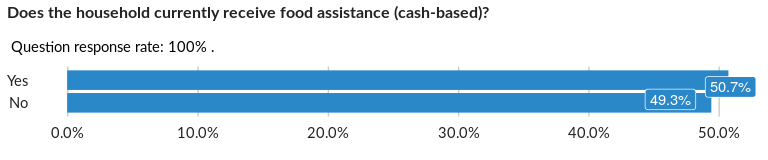 Does the household currently receive food assistance (cash-based)?
Question response rate: 100% .
Yes
50.7%
No
49.3%
0.0% 10.0% 20.0% 30.0% 40.0% 50.0%